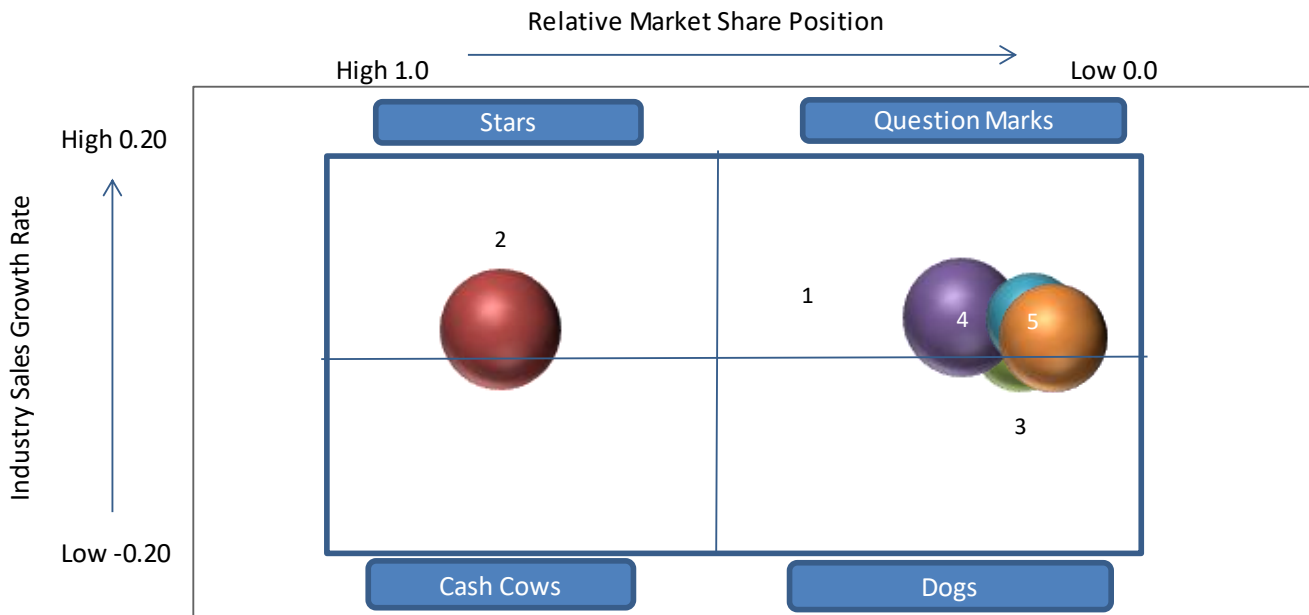 Relative Market Share Position
High 1.0
Low 0.0
Stars
Question Marks
High 0.20
2
1
4
5
Industry Sales Growth Rate
3
Low -0.20
Cash Cows
Dogs